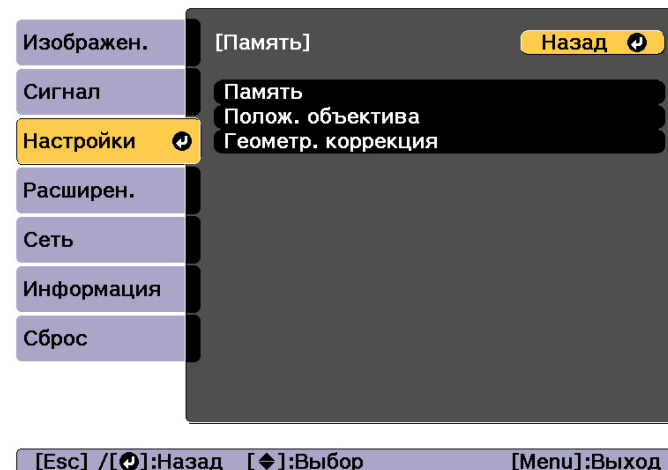 Изображен.
Сигнал
Настройки
Расширен.
Сеть
Информация
Сброс
[Память]
Назад
Память
Полож. объектива
Геометр. коррекция
[Esc] /[↵]:Назад [◆]:Выбор [Menu]:Выход